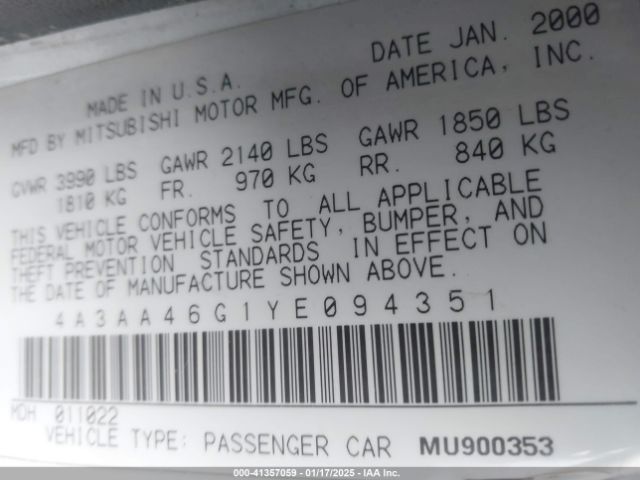 MADE IN U.S.A. DATE JAN. 2000
MFD BY MITSUBISHI MOTOR MFG. OF AMERICA, INC.
GVWR 3990 LBS GAWR 2140 LBS GAWR 1850 LBS
1810 KG FR. 970 KG RR. 840 KG
THIS VEHICLE CONFORMS TO ALL APPLICABLE
FEDERAL MOTOR VEHICLE SAFETY, BUMPER, AND
THEFT PREVENTION STANDARDS IN EFFECT ON
THE DATE OF MANUFACTURE SHOWN ABOVE.
4A3AA46G1YE094351
MDH 011022
VEHICLE TYPE: PASSENGER CAR MU900353
000-41357059 - 01/17/2025 - IAA Inc.